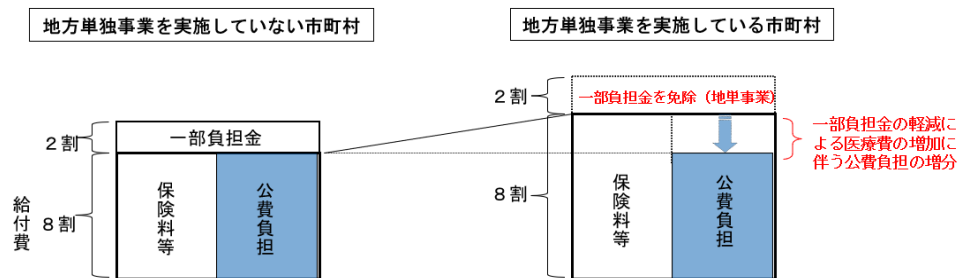 地方単独事業を実施していない市町村
地方単独事業を実施している市町村
2割
一部負担金
給付費
8割
保険料等
公費負担
2割
一部負担金を免除（地単事業）
8割
保険料等
公費負担
一部負担金の軽減に
よる医療費の増加に
伴う公費負担の増分